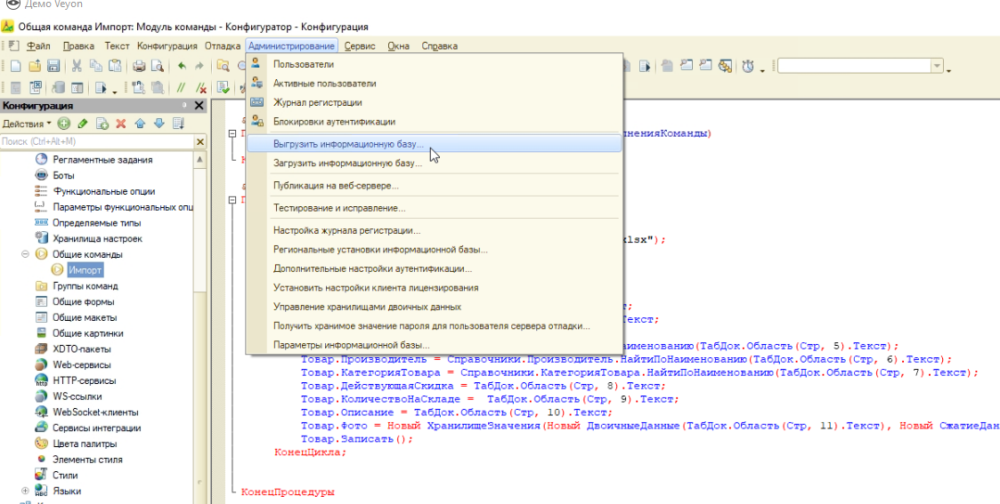 Демо Veyon
Общая команда Импорт: Модуль команды - Конфигуратор - Конфигурация
Файл Правка Текст Конфигурация Отладка Администрирование Сервис Окна Справка
Конфигурация
Действия
Поиск (Ctrl+Alt+M)
Регламентные задания
Боты
Функциональные опции
Параметры функциональных опц
Определяемые типы
Хранилища настроек
Общие команды
Импорт
Группы команд
Общие формы
Общие макеты
Общие картинки
XDTO-пакеты
Web-сервисы
HTTP-сервисы
WS-ссылки
WebSocket-клиенты
Сервисы интеграции
Цвета палитры
Элементы стиля
Стили
Языки
Пользователи
Активные пользователи
Журнал регистрации
Блокировки аутентификации
Выгрузить информационную базу...
Загрузить информационную базу...
Публикация на веб-сервере...
Тестирование и исправление...
Настройка журнала регистрации...
Региональные установки информационной базы...
Дополнительные настройки аутентификации...
Установить настройки клиента лицензирования
Управление хранилищами двоичных данных
Получить хранимое значение пароля для пользователя сервера отладки...
Параметры информационной базы...
ненияКоманды)
lsx");
т;
екст;
аименованию(ТабДок.Область(Стр, 5).Текст);
Товар.Производитель = Справочники.Производитель.НайтиПоНаименованию(ТабДок.Область(Стр, 6).Текст);
Товар.КатегорияТовара = Справочники.КатегорияТовара.НайтиПоНаименованию(ТабДок.Область(Стр, 7).Текст);
Товар.ДействующаяСкидка = ТабДок.Область(Стр, 8).Текст;
Товар.КоличествоНаСкладе =  ТабДок.Область(Стр, 9).Текст;
Товар.Описание = ТабДок.Область(Стр, 10).Текст;
Товар.Фото = Новый ХранилищеЗначения(Новый ДвоичныеДанные(ТабДок.Область(Стр, 11).Текст), Новый СжатиеДан
Товар.Записать();
КонецЦикла;
КонецПроцедуры